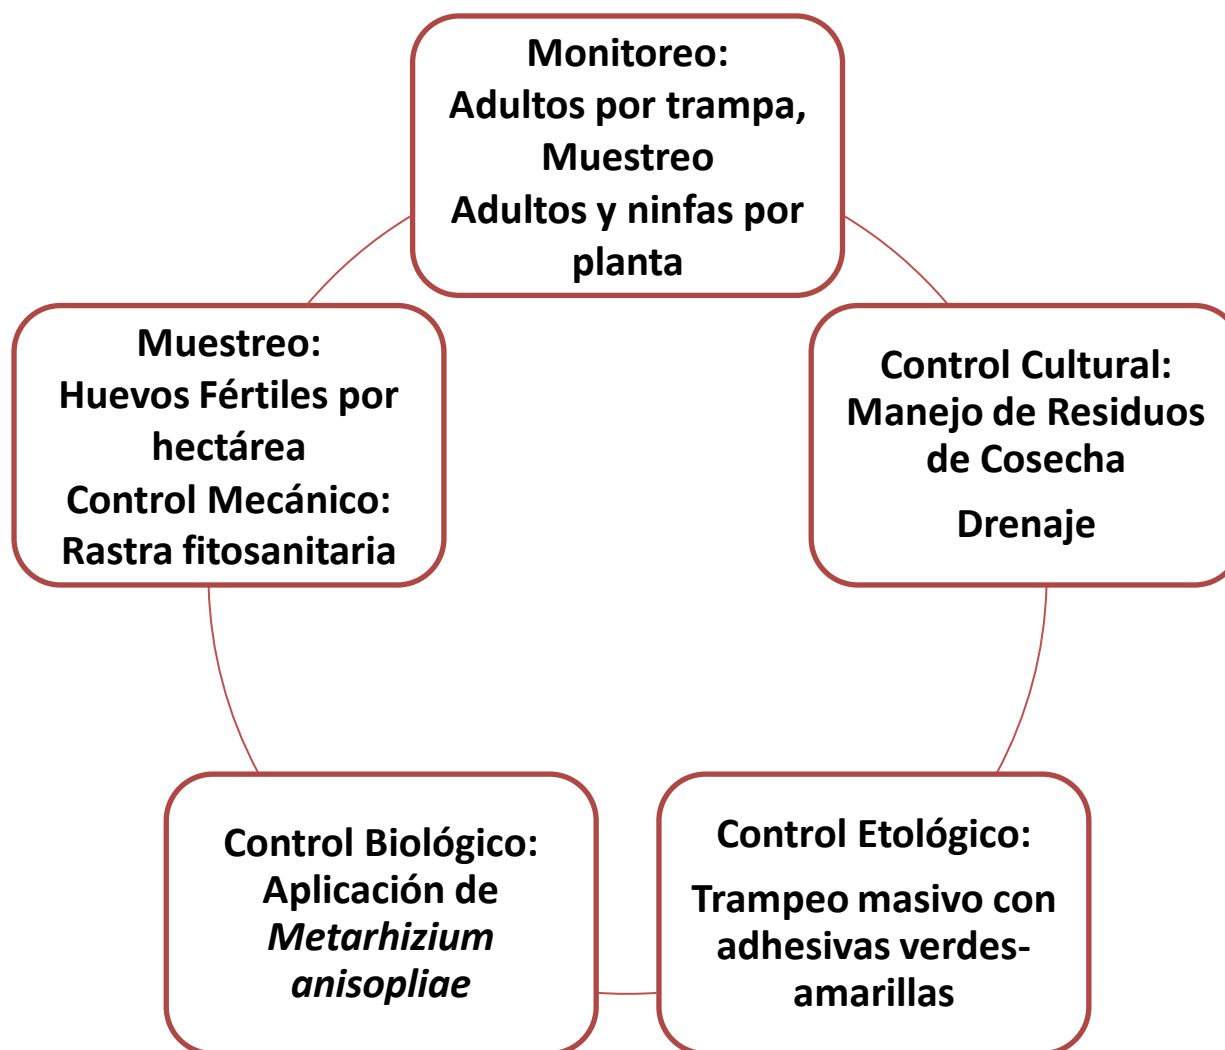 Monitoreo:
Adultos por trampa,
Muestreo
Adultos y ninfas por
planta
Control Cultural:
Manejo de Residuos
de Cosecha
Drenaje
Control Etológico:
Trampeo masivo con
adhesivas verdes-
amarillas
Control Biológico:
Aplicación de
Metarhizium
anisopliae
Muestreo:
Huevos Fértiles por
hectárea
Control Mecánico:
Rastra fitosanitaria